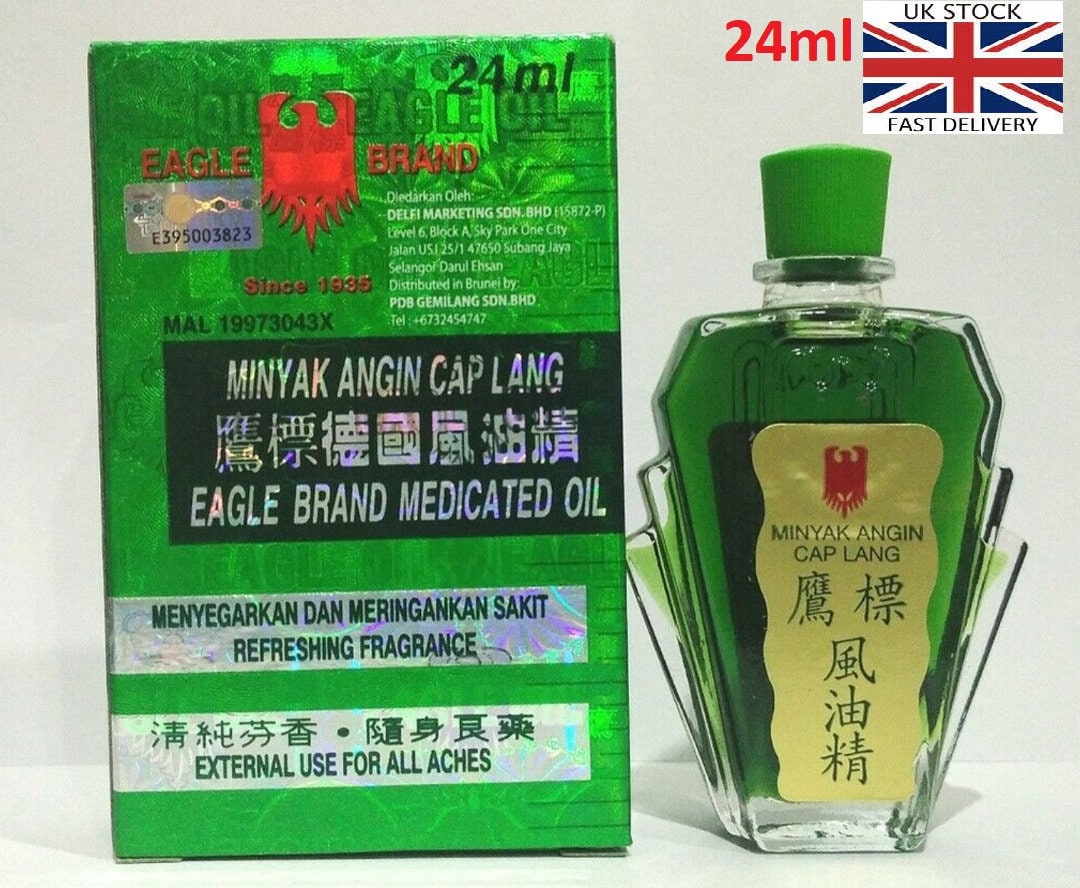 24ml
UK STOCK
FAST DELIVERY
24ml
EAGLE BRAND
E395003823
Since 1935
Diedarkan Oleh:
DELFI MARKETING SDN.BHD (15872-P)
Level 6, Block A, Sky Park One City
Jalan USJ 25/1 47650 Subang Jaya
Selangor Darul Ehsan
Distributed in Brunei by:
PDB GEMILANG SDN.BHD
Tel : +6732454747
MAL 19973043X
MINYAK ANGIN CAP LANG
鷹標德國風油精
EAGLE BRAND MEDICATED OIL
MENYEGARKAN DAN MERINGANKAN SAKIT
REFRESHING FRAGRANCE
清純芬香・隨身良藥
EXTERNAL USE FOR ALL ACHES
MINYAK ANGIN
CAP LANG
鷹標
風
油
精